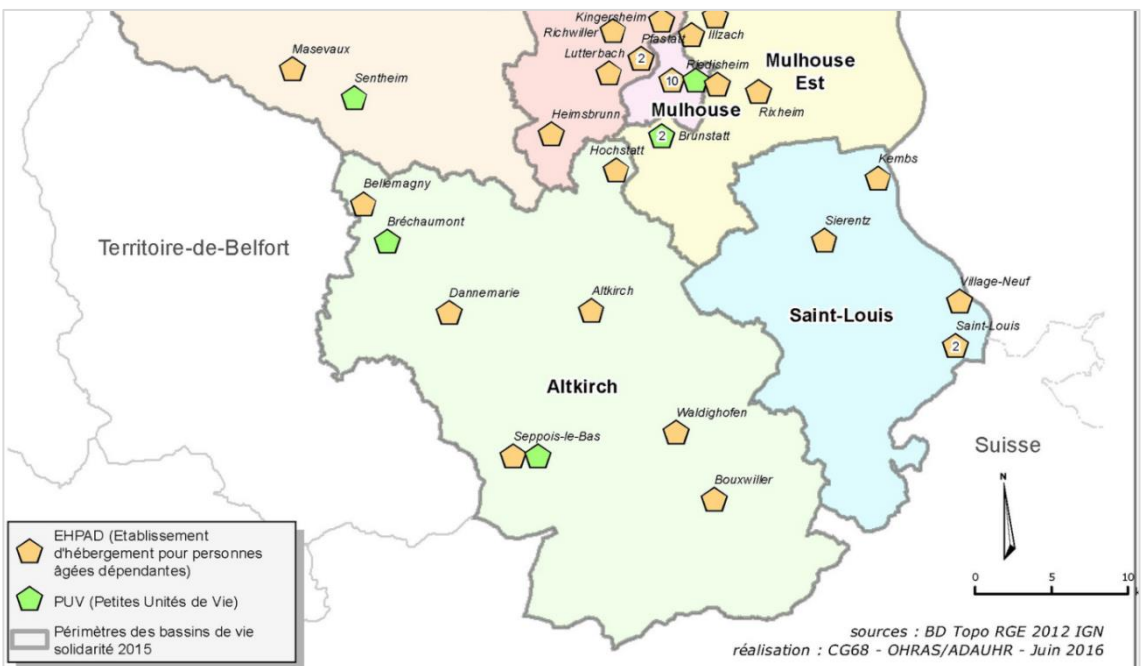 Kingersheim
Richwiller
Pfastatt
Illzach
Masevaux
Lutterbach
2
Riedisheim
Mulhouse
Est
Sentheim
10
Mulhouse
Rixheim
Heimsbrunn
2
Brunstatt
Hochstatt
Kembs
Bellemagny
Bréchaumont
Sierentz
Territoire-de-Belfort
Dannemarie
Altkirch
Village-Neuf
Saint-Louis
Saint-Louis
2
Altkirch
Waldighofen
Seppois-le-Bas
Suisse
Bouxwiller
N
EHPAD (Etablissement
d'hébergement pour personnes
âgées dépendantes)
PUV (Petites Unités de Vie)
Périmètres des bassins de vie
solidarité 2015
0 5 10
sources : BD Topo RGE 2012 IGN
réalisation : CG68 - OHRAS/ADAUHR - Juin 2016